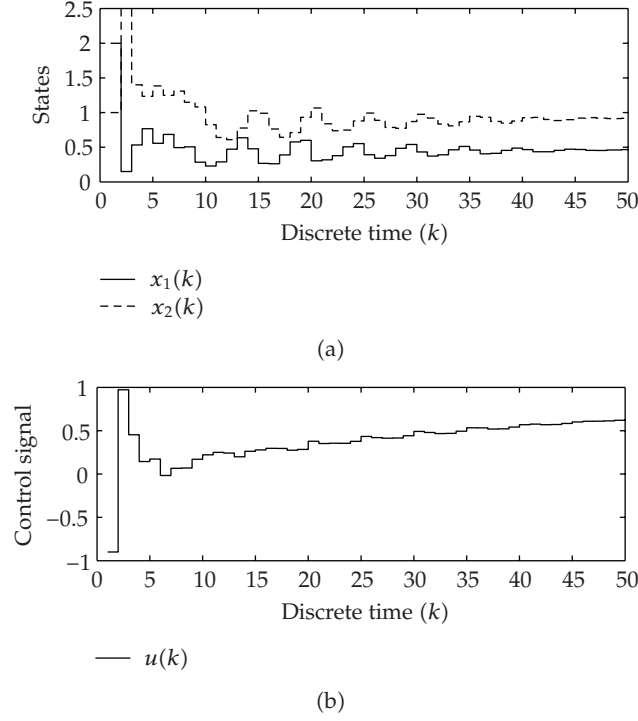 2.5
2
1.5
1
0.5
0
States
0 5 10 15 20 25 30 35 40 45 50
Discrete time (k)
x1(k)
x2(k)
(a)
1
0.5
0
−0.5
−1
Control signal
0 5 10 15 20 25 30 35 40 45 50
Discrete time (k)
u(k)
(b)